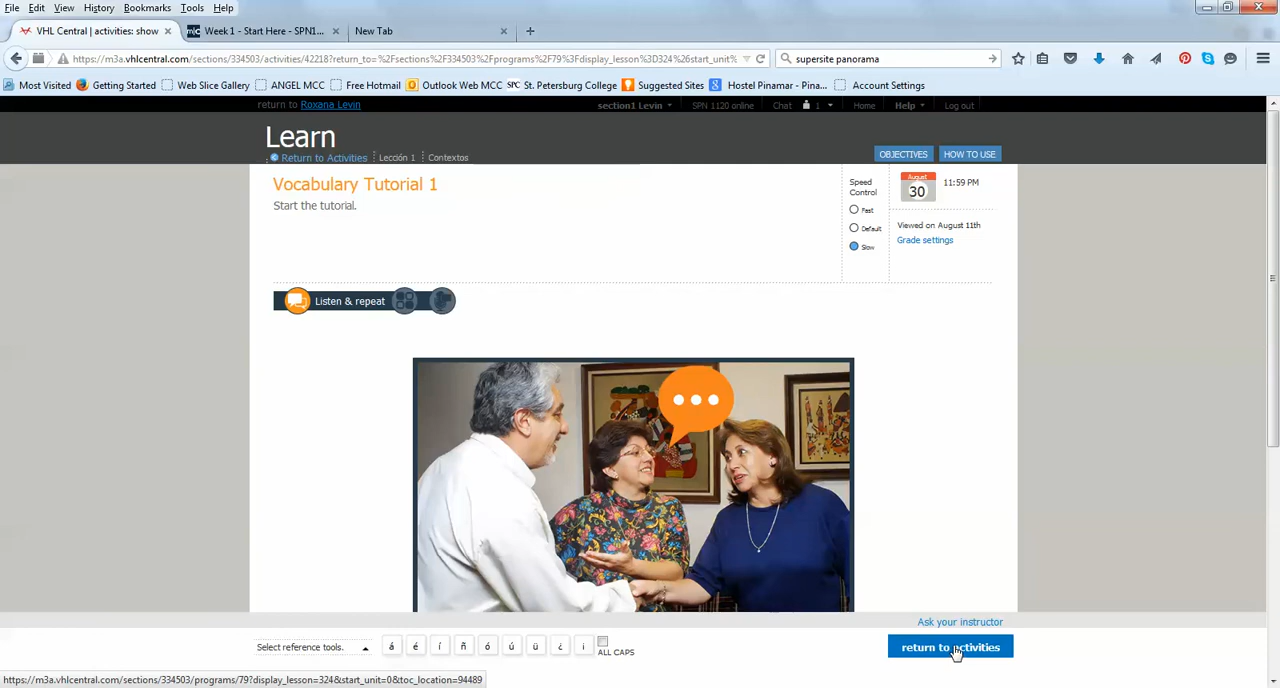 File Edit View History Bookmarks Tools Help
VHL Central | activities: show × Week 1 - Start Here - SPN1... × New Tab × +
https://m3a.vhlcentral.com/sections/334503/activities/42218?return_to=%2Fsections%2F334503%2Fprograms%2F79%3Fdisplay_lesson%3D324%26start_unit% supersite panorama
Most Visited Getting Started Web Slice Gallery ANGEL MCC Free Hotmail Outlook Web MCC SPC St. Petersburg College Suggested Sites Hostel Pinamar - Pina... Account Settings
return to Roxana Levin section1 Levin SPN 1120 online Chat 1 Home Help Log out
Learn
Return to Activities Lección 1 Contextos OBJECTIVES HOW TO USE
Vocabulary Tutorial 1
Start the tutorial.
Speed Control
Fast
Default
Slow
August
30
11:59 PM
Viewed on August 11th
Grade settings
Listen & repeat
Ask your instructor
Select reference tools. á é í ñ ó ú ü ¿ ¡ ALL CAPS return to activities
https://m3a.vhlcentral.com/sections/334503/programs/79?display_lesson=324&start_unit=0&toc_location=94489